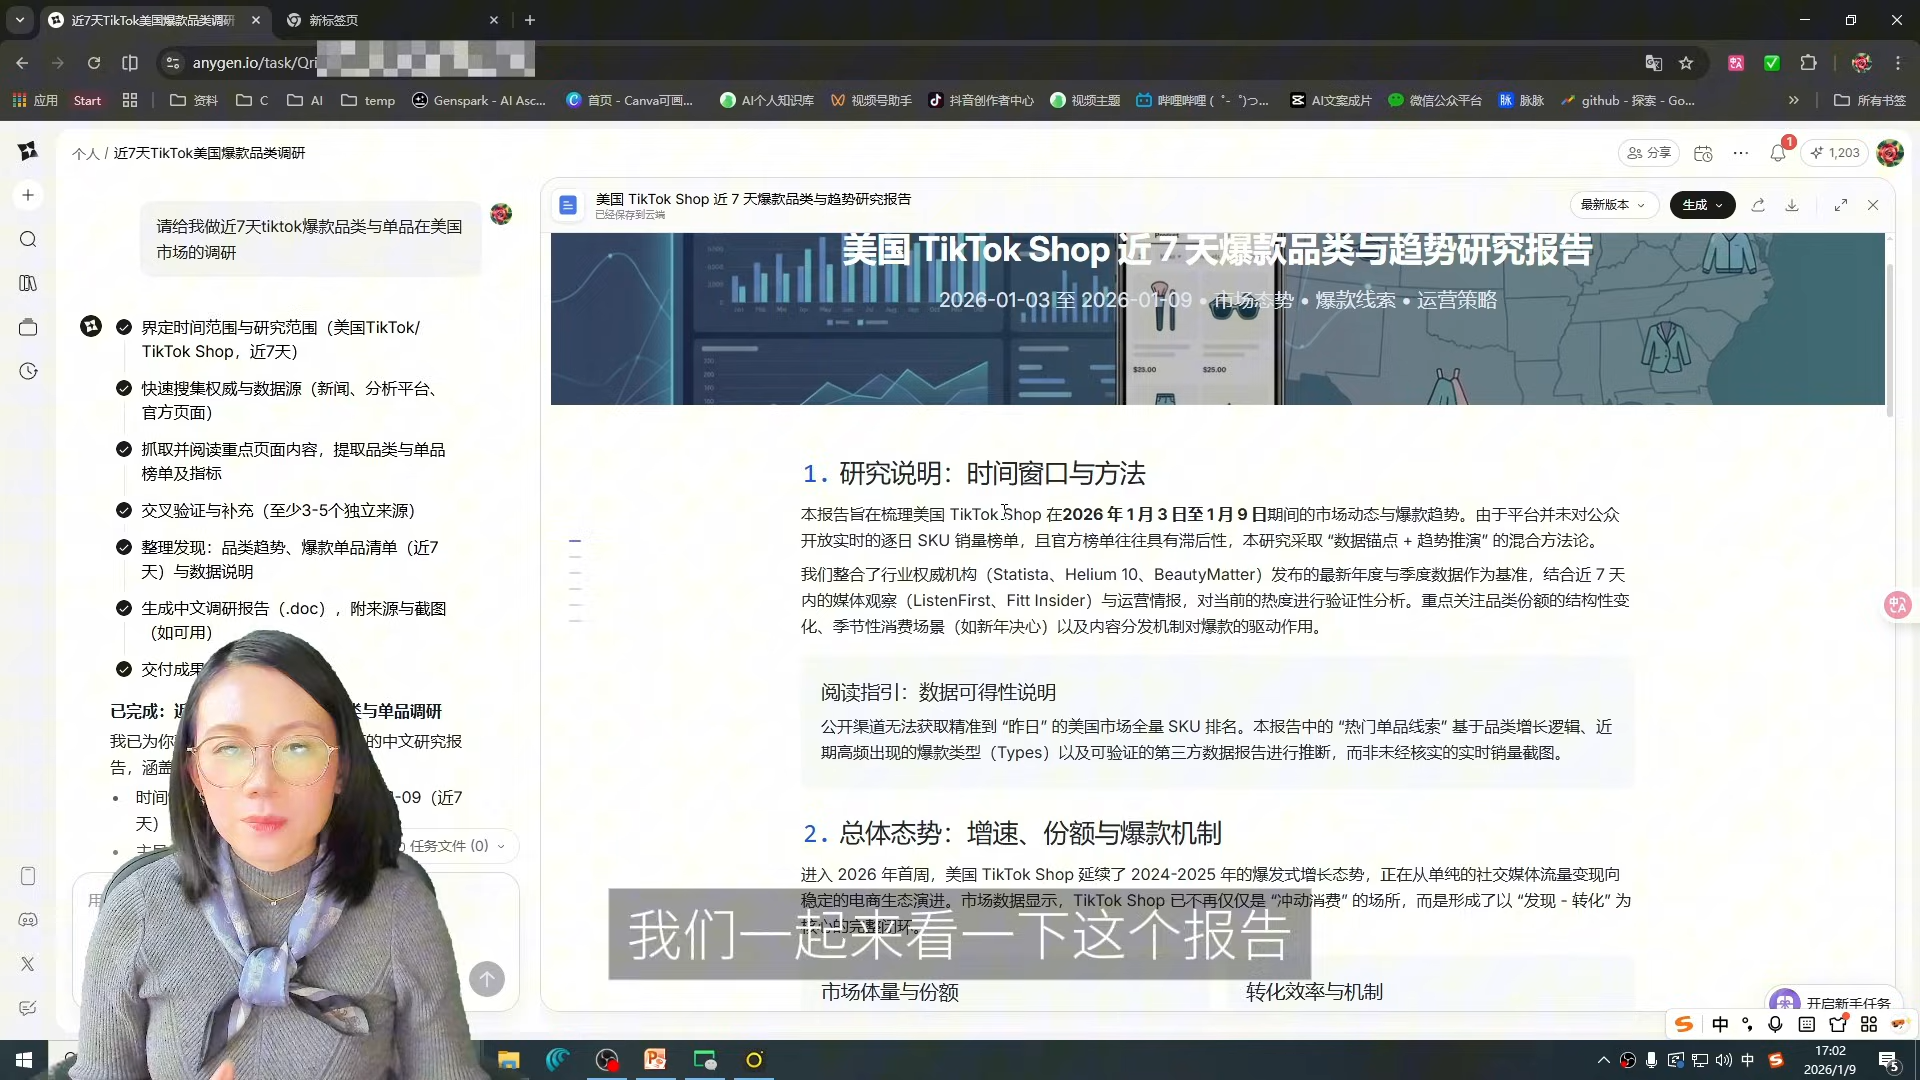 近7天TikTok美国爆款品类调研
新标签页
anygen.io/task/Qri
应用
Start
资料
C
AI
temp
Genspark - AI Asc...
首页 - Canva可画...
AI个人知识库
视频号助手
抖音创作者中心
视频主题
哔哩哔哩 ( ゜- ゜)つ...
AI文案成片
微信公众平台
脉脉
github - 探索 - Go...
所有书签
个人 / 近7天TikTok美国爆款品类调研
分享
1
1,203
请给我做近7天tiktok爆款品类与单品在美国
市场的调研
界定时间范围与研究范围（美国TikTok/
TikTok Shop，近7天）
快速搜集权威与数据源（新闻、分析平台、
官方页面）
抓取并阅读重点页面内容，提取品类与单品
榜单及指标
交叉验证与补充（至少3-5个独立来源）
整理发现：品类趋势、爆款单品清单（近7
天）与数据说明
生成中文调研报告（.doc），附来源与截图
（如可用）
交付成果
已完成：近
类与单品调研
我已为你
的中文研究报
告，涵盖
时间
-09（近7
天）
任务文件 (0)
美国 TikTok Shop 近 7 天爆款品类与趋势研究报告
已经保存到云端
最新版本
生成
美国 TikTok Shop 近 7 天爆款品类与趋势研究报告
2026-01-03 至 2026-01-09 • 市场态势 • 爆款线索 • 运营策略
$23.00
$25.00
1. 研究说明：时间窗口与方法
本报告旨在梳理美国 TikTok Shop 在2026 年 1 月 3 日至 1 月 9 日期间的市场动态与爆款趋势。由于平台并未对公众
开放实时的逐日 SKU 销量榜单，且官方榜单往往具有滞后性，本研究采取 “数据锚点 + 趋势推演” 的混合方法论。
我们整合了行业权威机构（Statista、Helium 10、BeautyMatter）发布的最新年度与季度数据作为基准，结合近 7 天
内的媒体观察（ListenFirst、Fitt Insider）与运营情报，对当前的热度进行验证性分析。重点关注品类份额的结构性变
化、季节性消费场景（如新年决心）以及内容分发机制对爆款的驱动作用。
阅读指引：数据可得性说明
公开渠道无法获取精准到 “昨日” 的美国市场全量 SKU 排名。本报告中的 “热门单品线索” 基于品类增长逻辑、近
期高频出现的爆款类型（Types）以及可验证的第三方数据报告进行推断，而非未经核实的实时销量截图。
2. 总体态势：增速、份额与爆款机制
进入 2026 年首周，美国 TikTok Shop 延续了 2024-2025 年的爆发式增长态势，正在从单纯的社交媒体流量变现向
稳定的电商生态演进。市场数据显示，TikTok Shop 已不再仅仅是 “冲动消费” 的场所，而是形成了以 “发现 - 转化” 为
核心的完整闭环。
我们一起来看一下这个报告
市场体量与份额
转化效率与机制
开启新手任务
中
中
17:02
2026/1/9
5